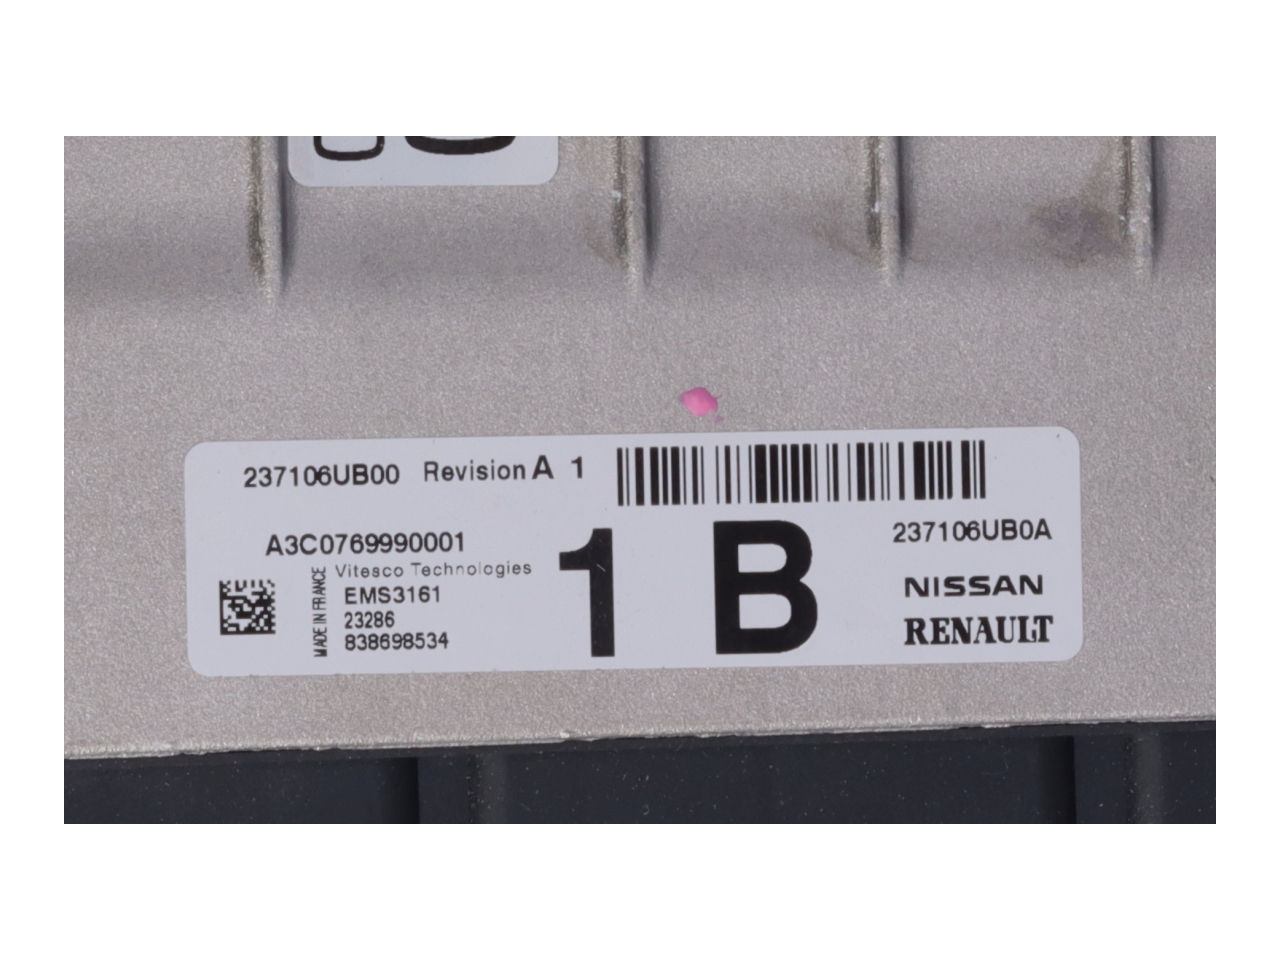 237106UB00 Revision A 1
A3C0769990001
Vitesco Technologies
EMS3161
23286
838698534
MADE IN FRANCE
1 B
237106UB0A
NISSAN
RENAULT